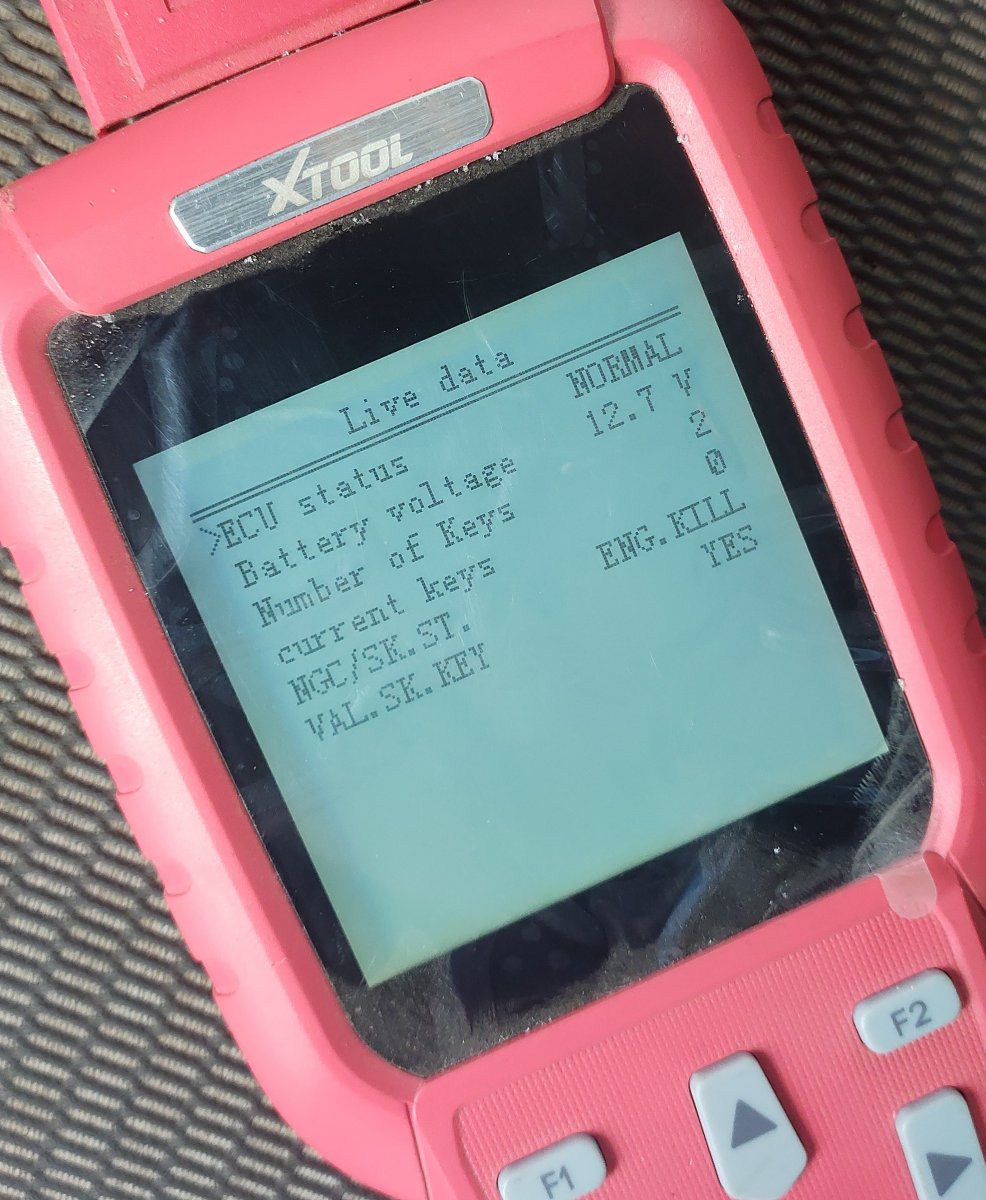 XTOOL
Live data
>ECU status NORMAL
Battery voltage 12.7 V
Number of Keys 2
current keys 0
NGC/SK.ST. ENG.KILL
VAL.SK.KEY YES
F2
F1